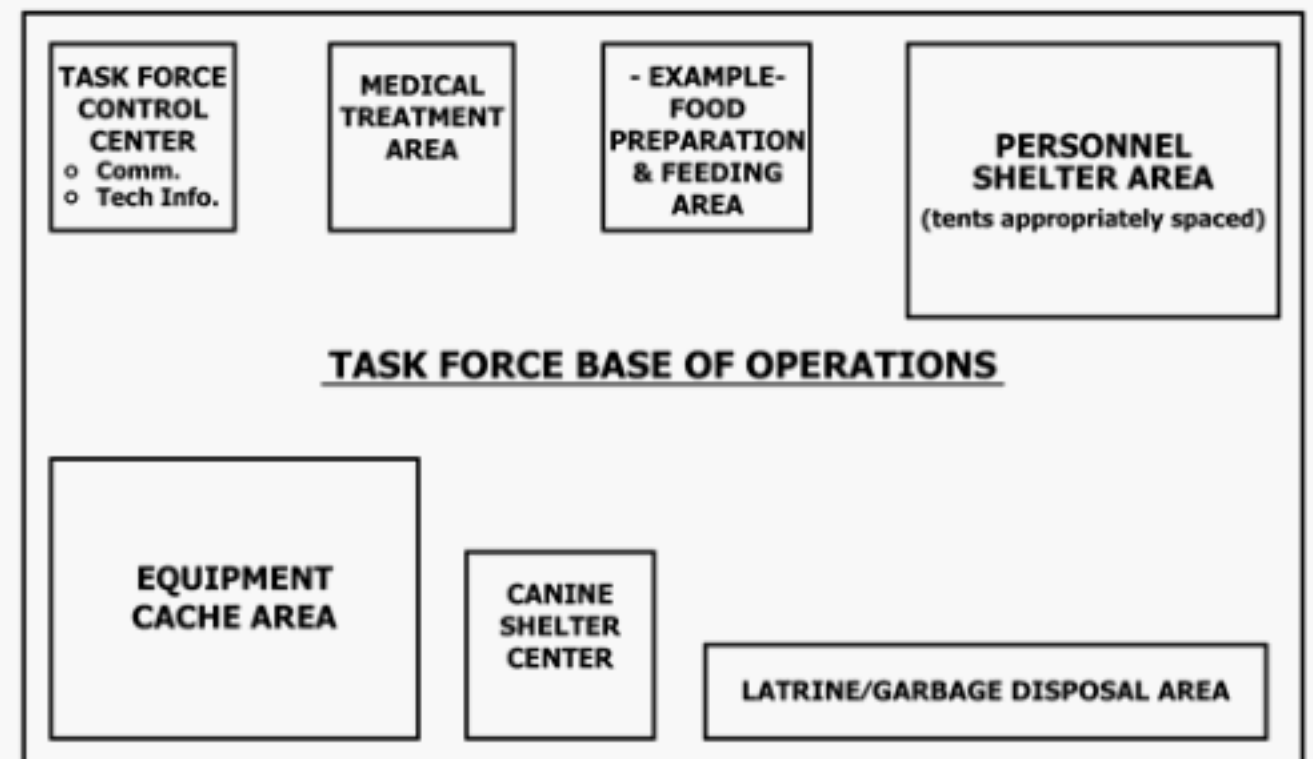 TASK FORCE
CONTROL
CENTER
o Comm.
o Tech Info.
MEDICAL
TREATMENT
AREA
- EXAMPLE-
FOOD
PREPARATION
& FEEDING
AREA
PERSONNEL
SHELTER AREA
(tents appropriately spaced)
TASK FORCE BASE OF OPERATIONS
EQUIPMENT
CACHE AREA
CANINE
SHELTER
CENTER
LATRINE/GARBAGE DISPOSAL AREA